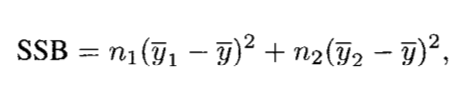 SSB = n₁(ȳ₁ − ȳ)² + n₂(ȳ₂ − ȳ)²,